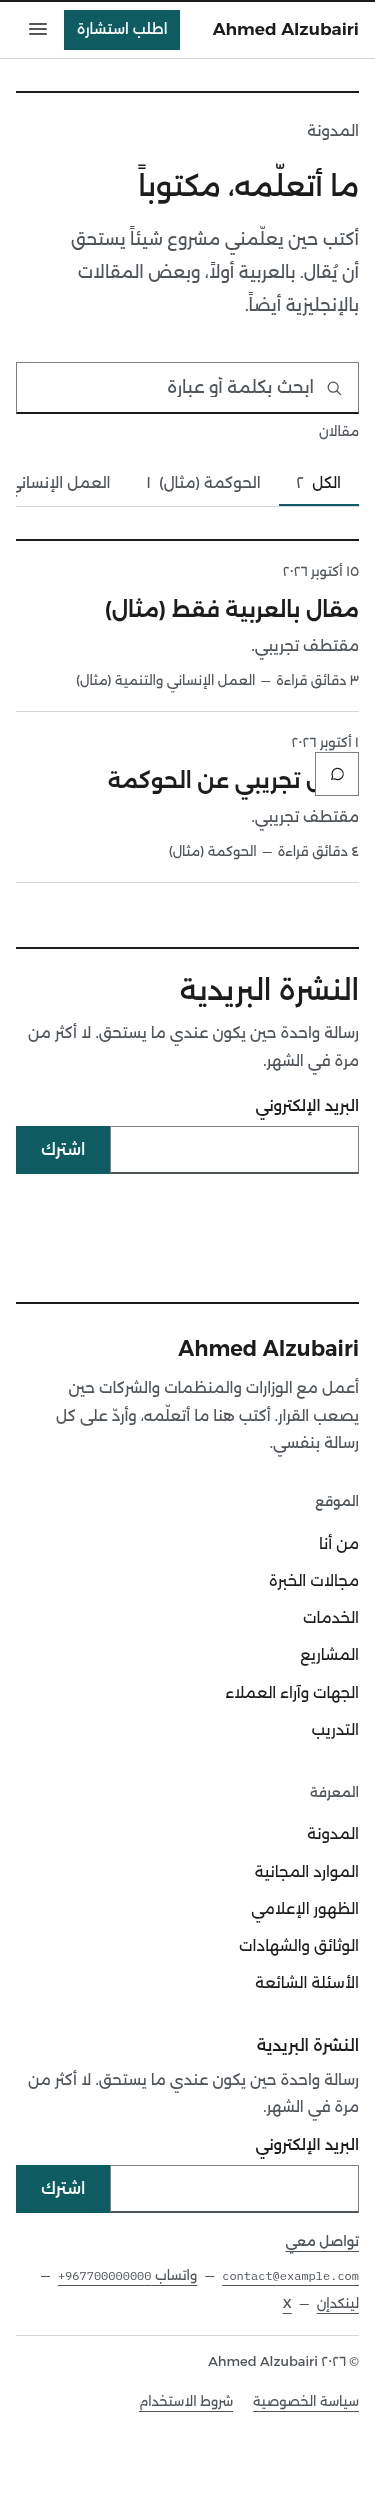 Ahmed Alzubairi
اطلب استشارة
المدونة
ما أتعلّمه، مكتوباً
أكتب حين يعلّمني مشروع شيئاً يستحق
أن يُقال. بالعربية أولاً، وبعض المقالات
بالإنجليزية أيضاً.
ابحث بكلمة أو عبارة
مقالان
الكل ٢ الحوكمة (مثال) ١ العمل الإنساني
١٥ أكتوبر ٢٠٢٦
مقال بالعربية فقط (مثال)
مقتطف تجريبي.
٣ دقائق قراءة — العمل الإنساني والتنمية (مثال)
١ أكتوبر ٢٠٢٦
تجريبي عن الحوكمة
مقتطف تجريبي.
٤ دقائق قراءة — الحوكمة (مثال)
النشرة البريدية
رسالة واحدة حين يكون عندي ما يستحق. لا أكثر من
مرة في الشهر.
البريد الإلكتروني
اشترك
Ahmed Alzubairi
أعمل مع الوزارات والمنظمات والشركات حين
يصعب القرار. أكتب هنا ما أتعلّمه، وأردّ على كل
رسالة بنفسي.
الموقع
من أنا
مجالات الخبرة
الخدمات
المشاريع
الجهات وآراء العملاء
التدريب
المعرفة
المدونة
الموارد المجانية
الظهور الإعلامي
الوثائق والشهادات
الأسئلة الشائعة
النشرة البريدية
رسالة واحدة حين يكون عندي ما يستحق. لا أكثر من
مرة في الشهر.
البريد الإلكتروني
اشترك
تواصل معي
contact@example.com — واتساب +967700000000 —
لينكدإن — X
© ٢٠٢٦ Ahmed Alzubairi
سياسة الخصوصية شروط الاستخدام